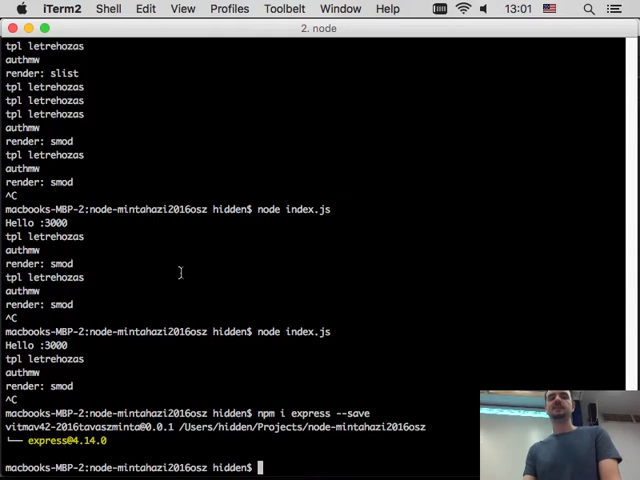 iTerm2 Shell Edit View Profiles Toolbelt Window Help 13:01
2. node
tpl letrehozas
authmw
render: slist
tpl letrehozas
tpl letrehozas
tpl letrehozas
authmw
render: smod
tpl letrehozas
authmw
render: smod
^C
macbooks-MBP-2:node-mintahazi2016osz hidden$ node index.js
Hello :3000
tpl letrehozas
authmw
render: smod
tpl letrehozas
authmw
render: smod
^C
macbooks-MBP-2:node-mintahazi2016osz hidden$ node index.js
Hello :3000
tpl letrehozas
authmw
render: smod
^C
macbooks-MBP-2:node-mintahazi2016osz hidden$ npm i express --save
vitmav42-2016tavaszminta@0.0.1 /Users/hidden/Projects/node-mintahazi2016osz
└── express@4.14.0
macbooks-MBP-2:node-mintahazi2016osz hidden$